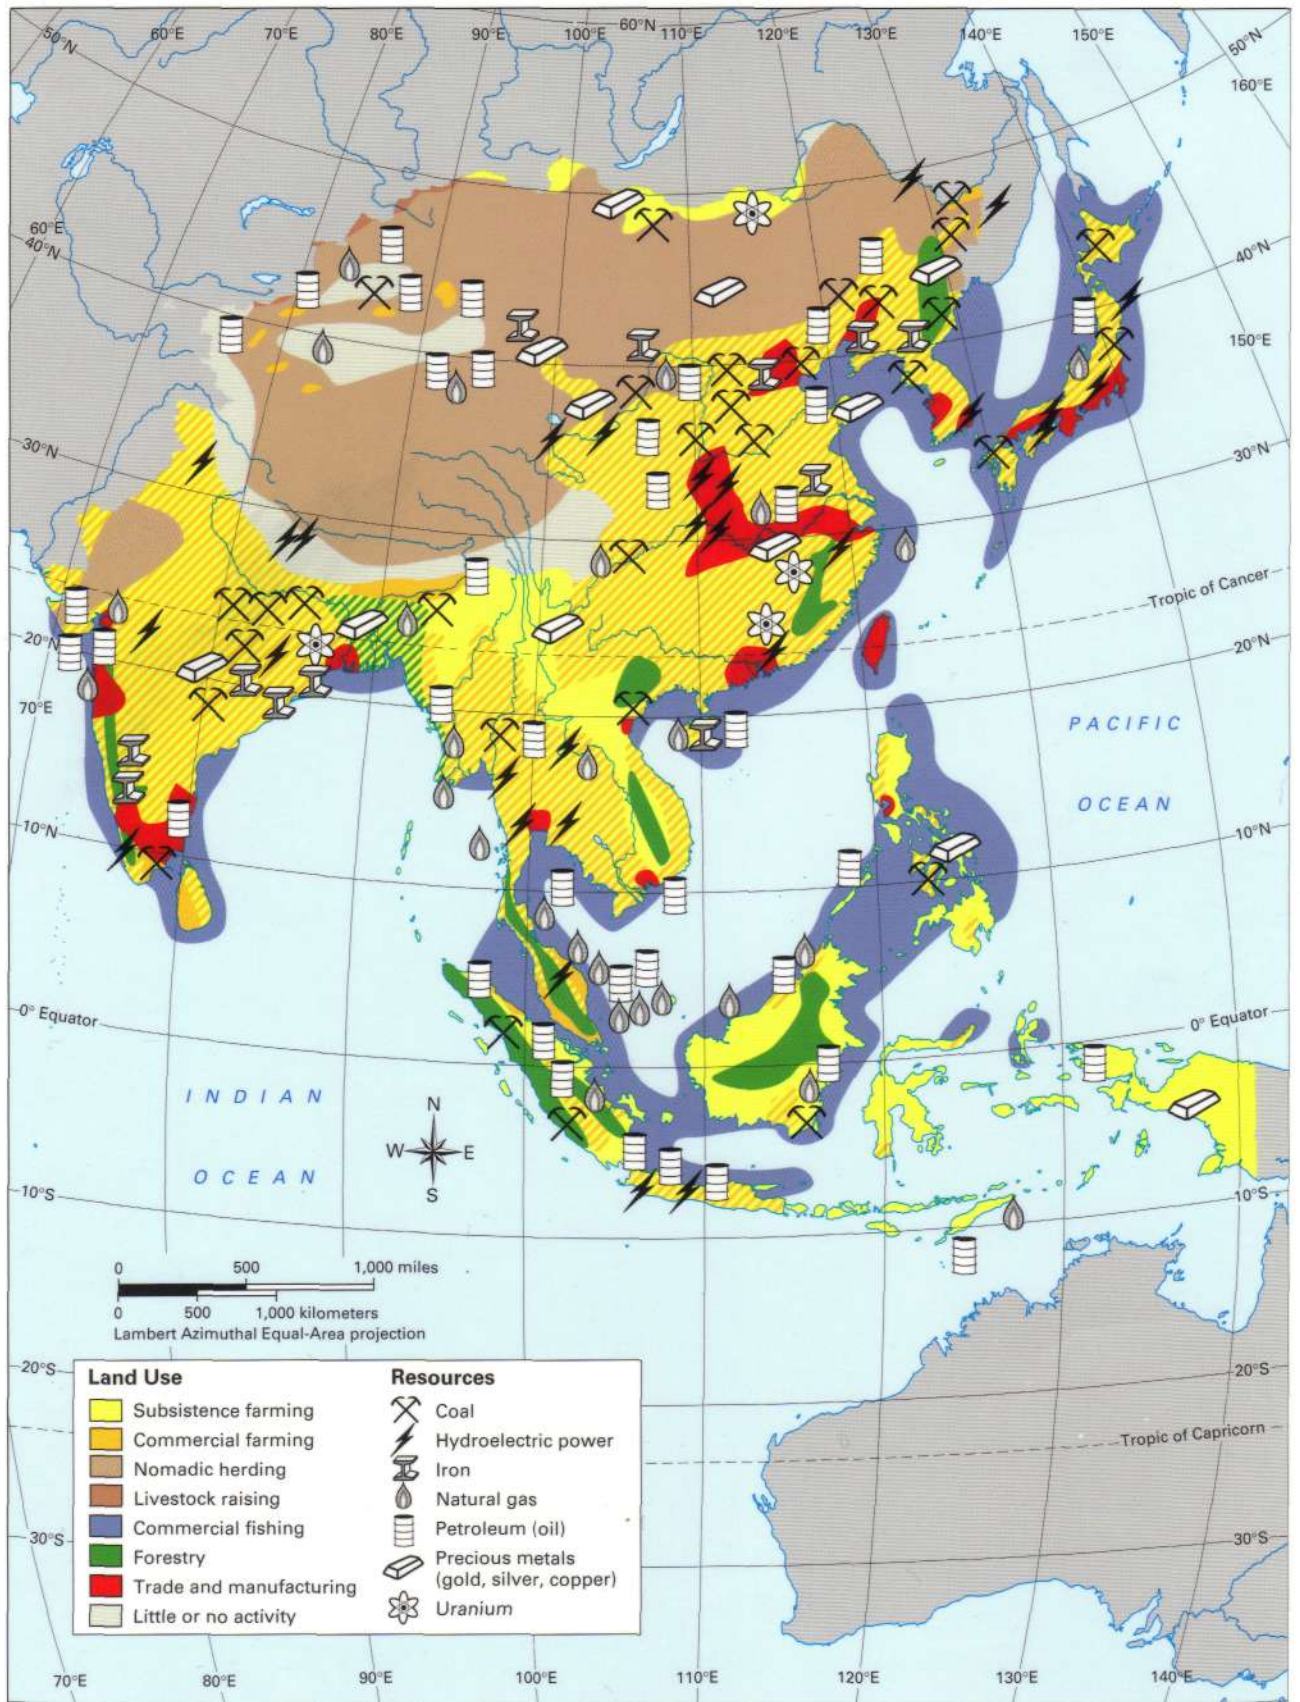 60°N
50°N
60°E
70°E
80°E
90°E
100°E
110°E
120°E
130°E
140°E
150°E
50°N
160°E
60°E
40°N
40°N
150°E
30°N
30°N
Tropic of Cancer
20°N
20°N
70°E
PACIFIC
OCEAN
10°N
10°N
0° Equator
0° Equator
INDIAN
OCEAN
N
W
E
S
10°S
10°S
0 500 1,000 miles
0 500 1,000 kilometers
Lambert Azimuthal Equal-Area projection
20°S
20°S
Tropic of Capricorn
30°S
30°S
Land Use
Subsistence farming
Commercial farming
Nomadic herding
Livestock raising
Commercial fishing
Forestry
Trade and manufacturing
Little or no activity
Resources
Coal
Hydroelectric power
Iron
Natural gas
Petroleum (oil)
Precious metals
(gold, silver, copper)
Uranium
70°E
80°E
90°E
100°E
110°E
120°E
130°E
140°E